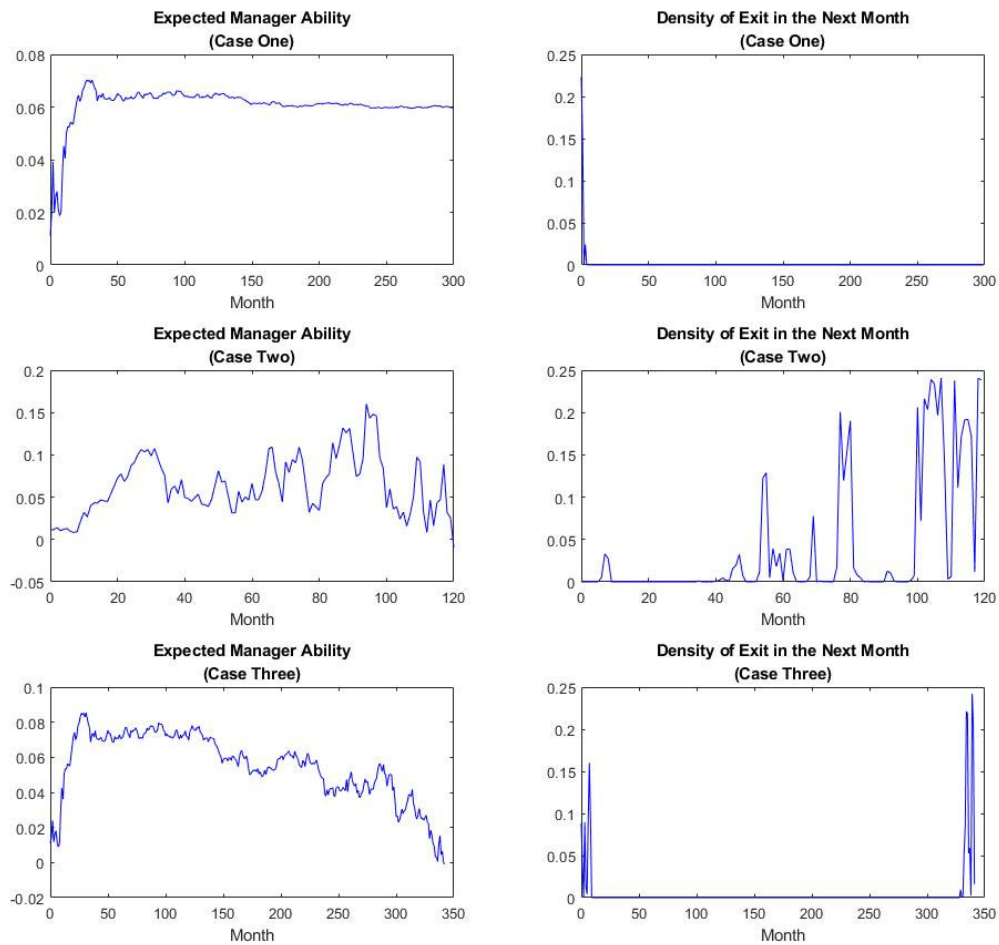 Expected Manager Ability
(Case One)
0.08
0.06
0.04
0.02
0
0 50 100 150 200 250 300
Month
Density of Exit in the Next Month
(Case One)
0.25
0.2
0.15
0.1
0.05
0
0 50 100 150 200 250 300
Month
Expected Manager Ability
(Case Two)
0.2
0.15
0.1
0.05
0
-0.05
0 20 40 60 80 100 120
Month
Density of Exit in the Next Month
(Case Two)
0.25
0.2
0.15
0.1
0.05
0
0 20 40 60 80 100 120
Month
Expected Manager Ability
(Case Three)
0.1
0.08
0.06
0.04
0.02
0
-0.02
0 50 100 150 200 250 300 350
Month
Density of Exit in the Next Month
(Case Three)
0.25
0.2
0.15
0.1
0.05
0
0 50 100 150 200 250 300 350
Month